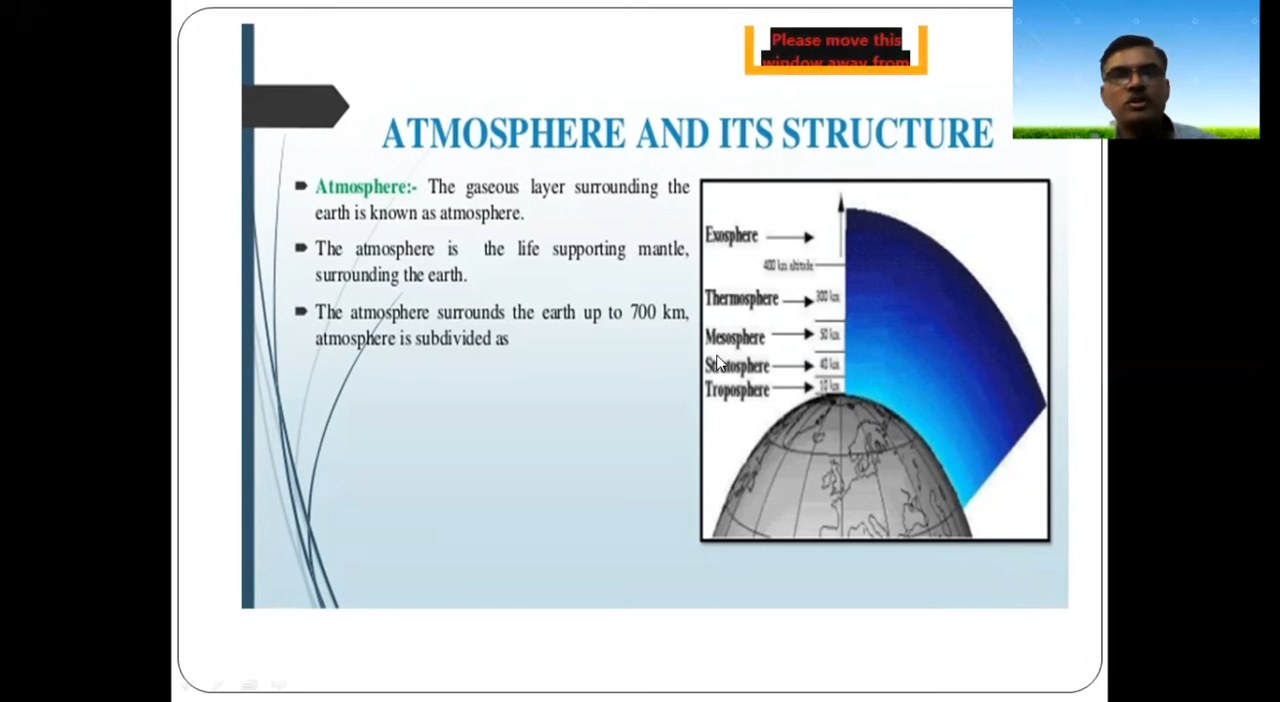 Please move this
window away from
ATMOSPHERE AND ITS STRUCTURE
Atmosphere:- The gaseous layer surrounding the
earth is known as atmosphere.
The atmosphere is the life supporting mantle,
surrounding the earth.
The atmosphere surrounds the earth up to 700 km,
atmosphere is subdivided as
Exosphere
400 km altitude
Thermosphere 300 km
Mesosphere 50 km
Stratosphere 40 km
Troposphere 10 km